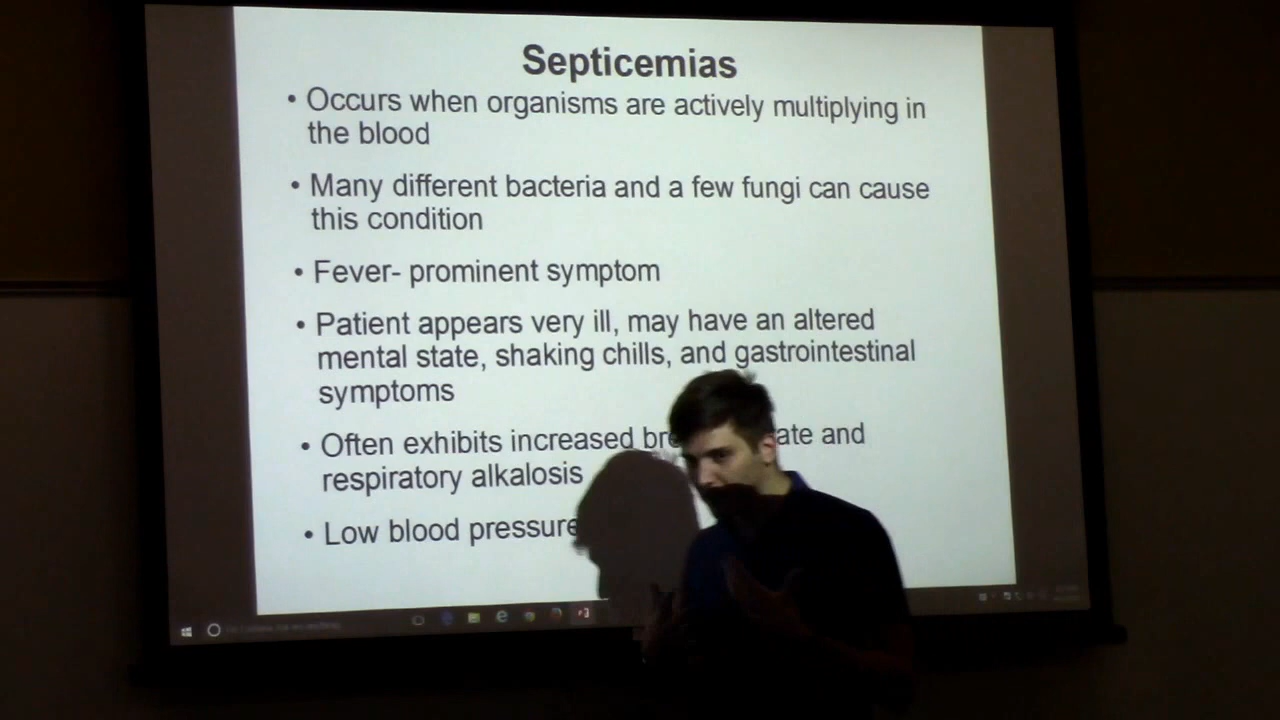 Septicemias
• Occurs when organisms are actively multiplying in
the blood
• Many different bacteria and a few fungi can cause
this condition
• Fever- prominent symptom
• Patient appears very ill, may have an altered
mental state, shaking chills, and gastrointestinal
symptoms
• Often exhibits increased and
respiratory alkalosis
• Low blood pressure